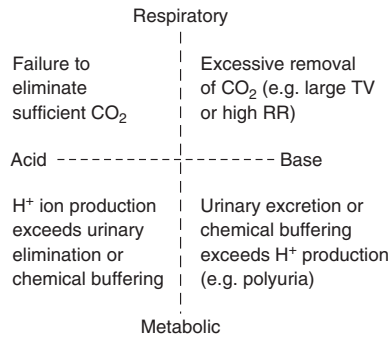 Respiratory
Failure to
eliminate
sufficient CO₂
Excessive removal
of CO₂ (e.g. large TV
or high RR)
Acid
Base
H⁺ ion production
exceeds urinary
elimination or
chemical buffering
Urinary excretion or
chemical buffering
exceeds H⁺ production
(e.g. polyuria)
Metabolic